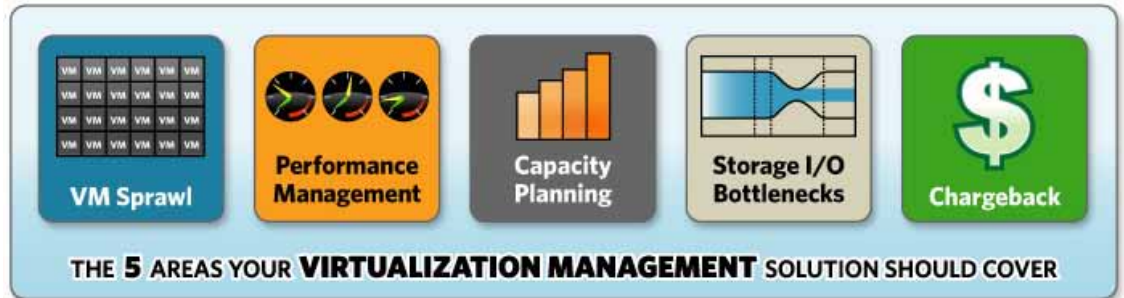 VM VM VM VM VM VM
VM VM VM VM VM VM
VM VM VM VM VM VM
VM VM VM VM VM VM
VM Sprawl
Performance
Management
Capacity
Planning
Storage I/O
Bottlenecks
$
Chargeback
THE 5 AREAS YOUR VIRTUALIZATION MANAGEMENT SOLUTION SHOULD COVER